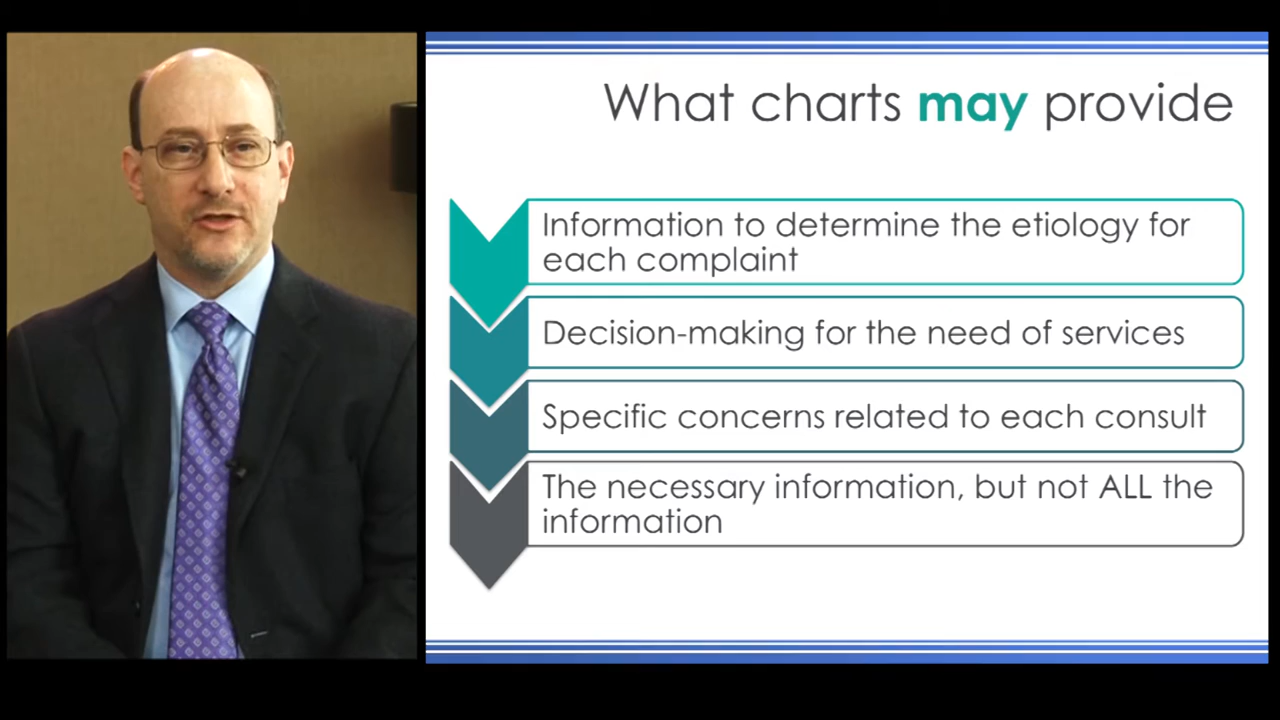 What charts may provide
Information to determine the etiology for
each complaint
Decision-making for the need of services
Specific concerns related to each consult
The necessary information, but not ALL the
information